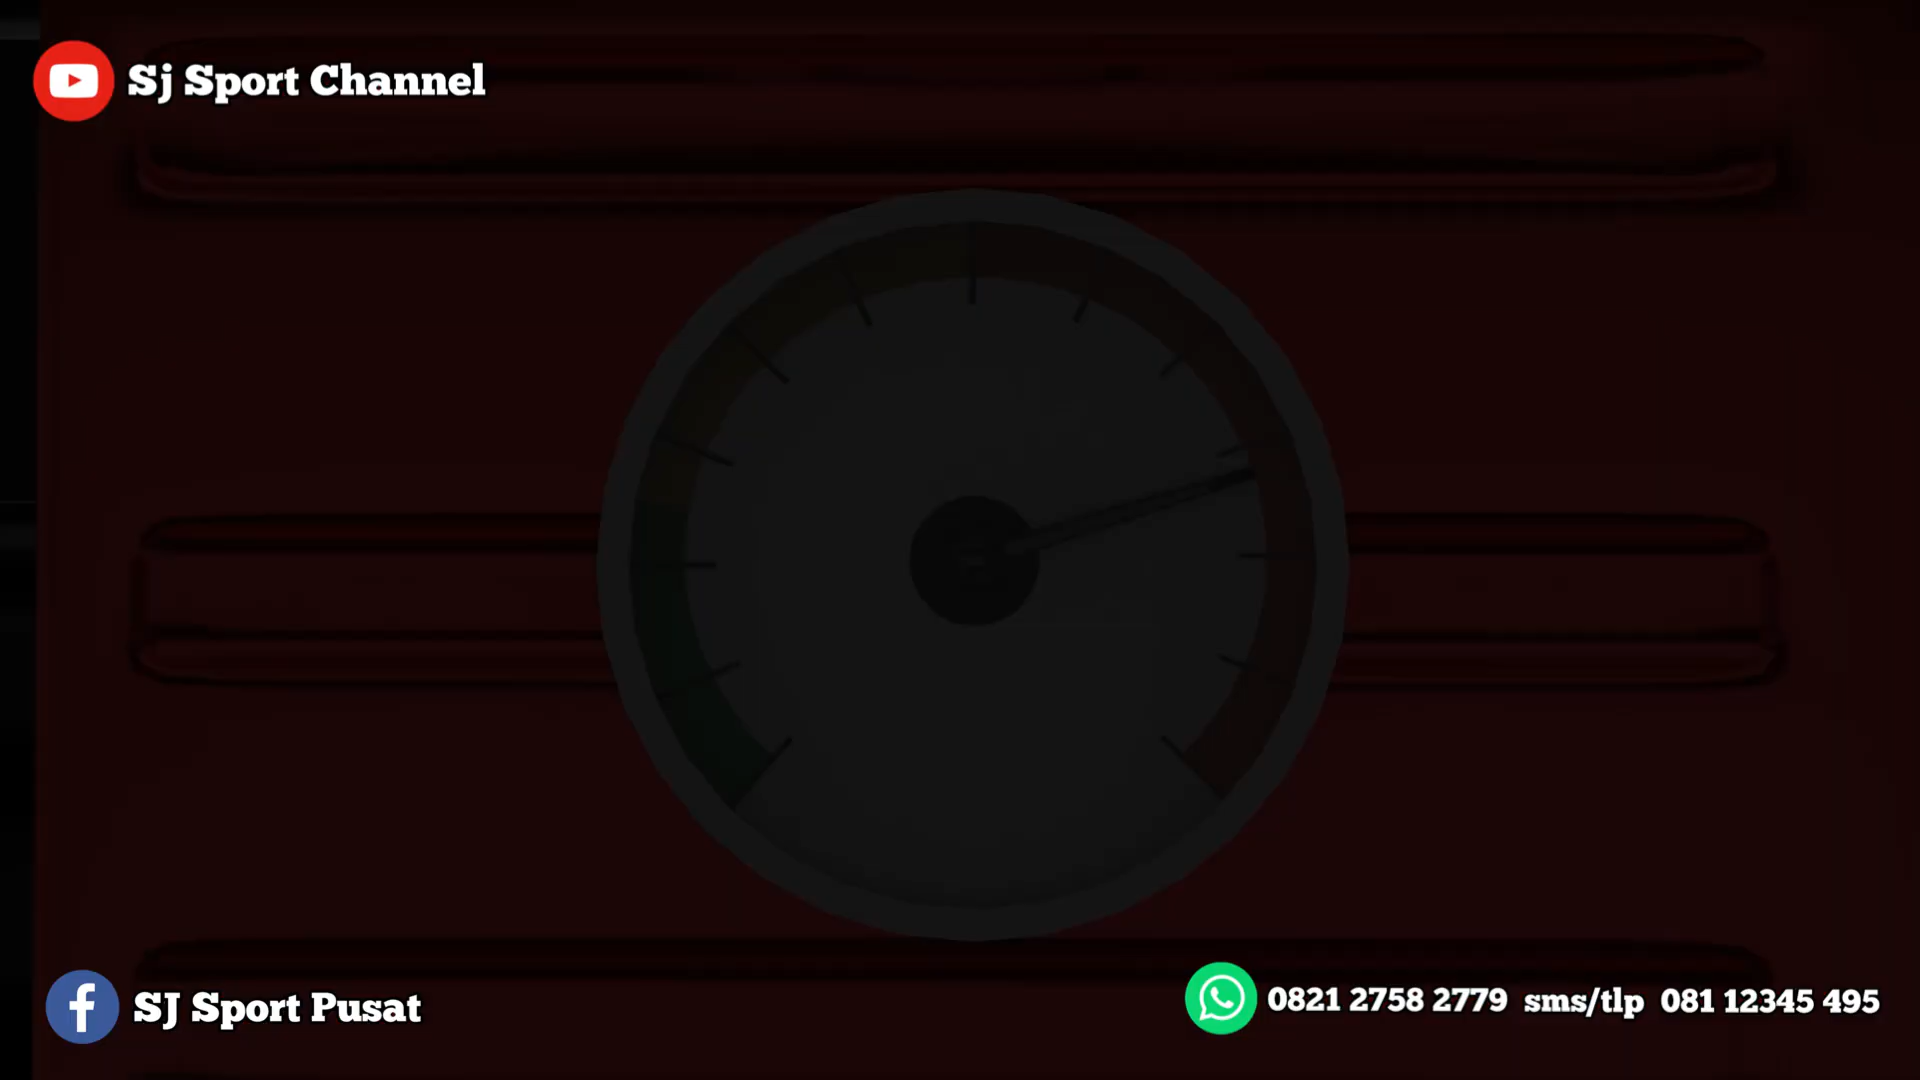 Sj Sport Channel
SJ Sport Pusat
0821 2758 2779 sms/tlp 081 12345 495